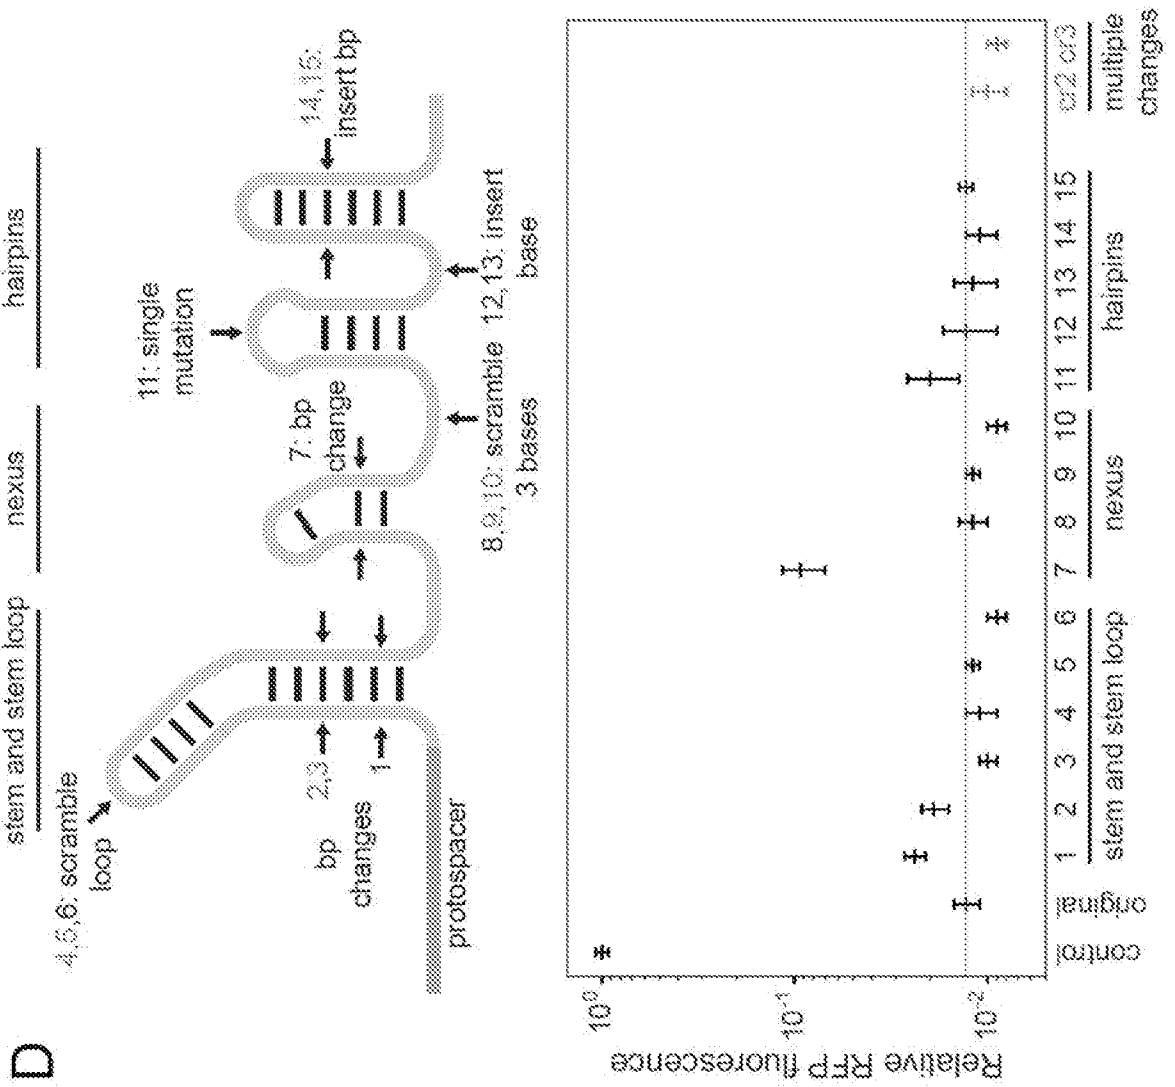 D
stem and stem loop
nexus
hairpins
4,5,6: scramble
loop
11: single
mutation
14,15:
insert bp
7: bp
change
2,3
bp
changes
1
protospacer
8,9,10: scramble
3 bases
12,13: insert
base
Relative RFP fluorescence
10⁰
10⁻¹
10⁻²
control
original
1 2 3 4 5 6
stem and stem loop
7 8 9 10
nexus
11 12 13 14 15
hairpins
cr2 cr3
multiple
changes